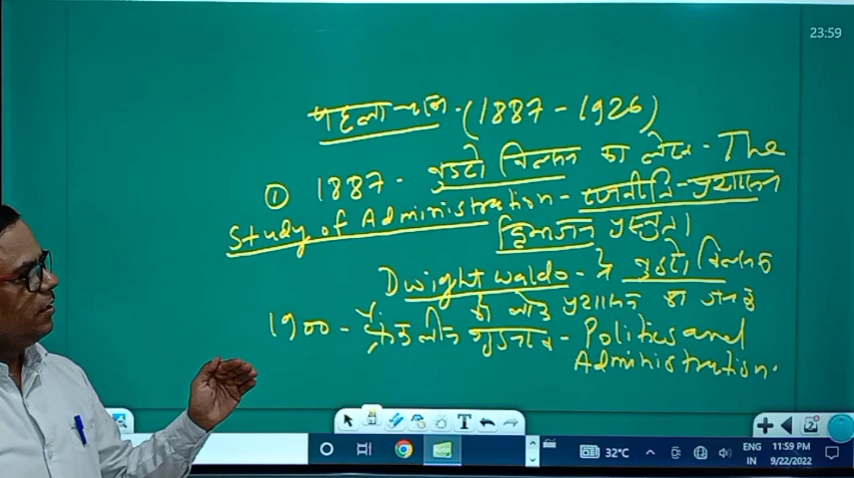 23:59
पहला चरण - (1887 - 1926)
① 1887 - वुडरो विल्सन का लेख - The
Study of Administration - राजनीति - प्रशासन
द्विभाजन प्रस्तुत।
Dwight Waldo - ने वुडरो विल्सन
को लोक प्रशासन का जनक
1900 - फ्रैंक जे. गुडनाव - Politics and
Administration.
32°C
ENG
IN
11:59 PM
9/22/2022